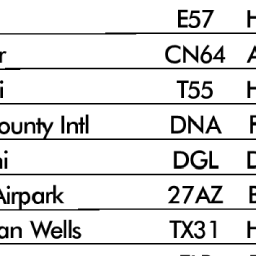 E57 H
r CN64
i T55 H
ounty Intl DNA F
ni DGL D
Airpark 27AZ E
an Wells TX31 H